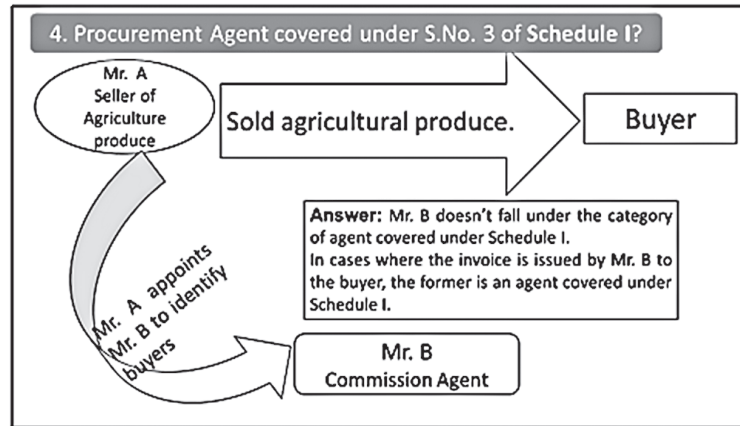 4. Procurement Agent covered under S.No. 3 of Schedule I?
Mr. A
Seller of
Agriculture
produce
Sold agricultural produce.
Buyer
Answer: Mr. B doesn't fall under the category
of agent covered under Schedule I.
In cases where the invoice is issued by Mr. B to
the buyer, the former is an agent covered under
Schedule I.
Mr. A appoints
Mr. B to identify
buyers
Mr. B
Commission Agent